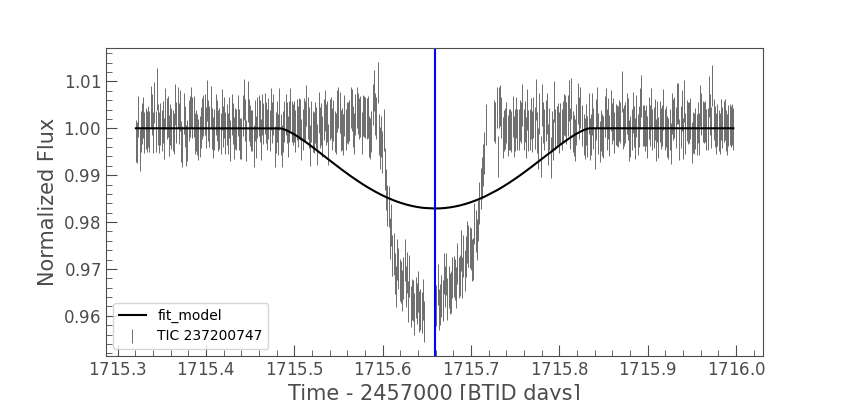 Normalized Flux
1.01
1.00
0.99
0.98
0.97
0.96
fit_model
TIC 237200747
1715.3 1715.4 1715.5 1715.6 1715.7 1715.8 1715.9 1716.0
Time - 2457000 [BTJD days]